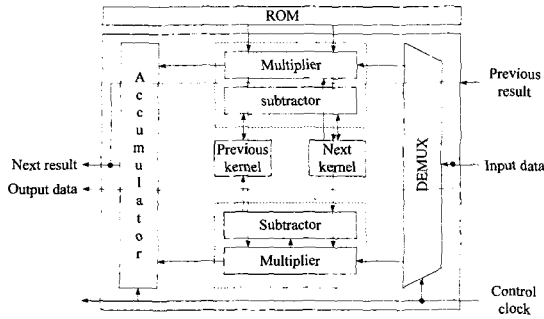 ROM
Accumulator
Multiplier
subtractor
Previous
kernel
Next
kernel
Subtractor
Multiplier
DEMUX
Previous
result
Next result
Output data
Input data
Control
clock